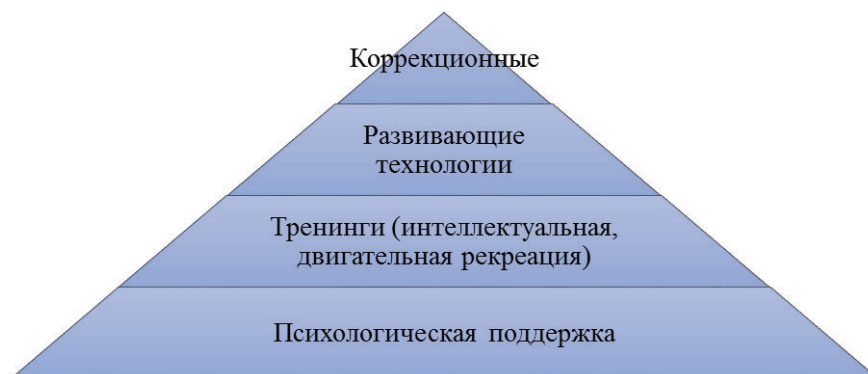 Коррекционные
Развивающие
технологии
Тренинги (интеллектуальная,
двигательная рекреация)
Психологическая поддержка